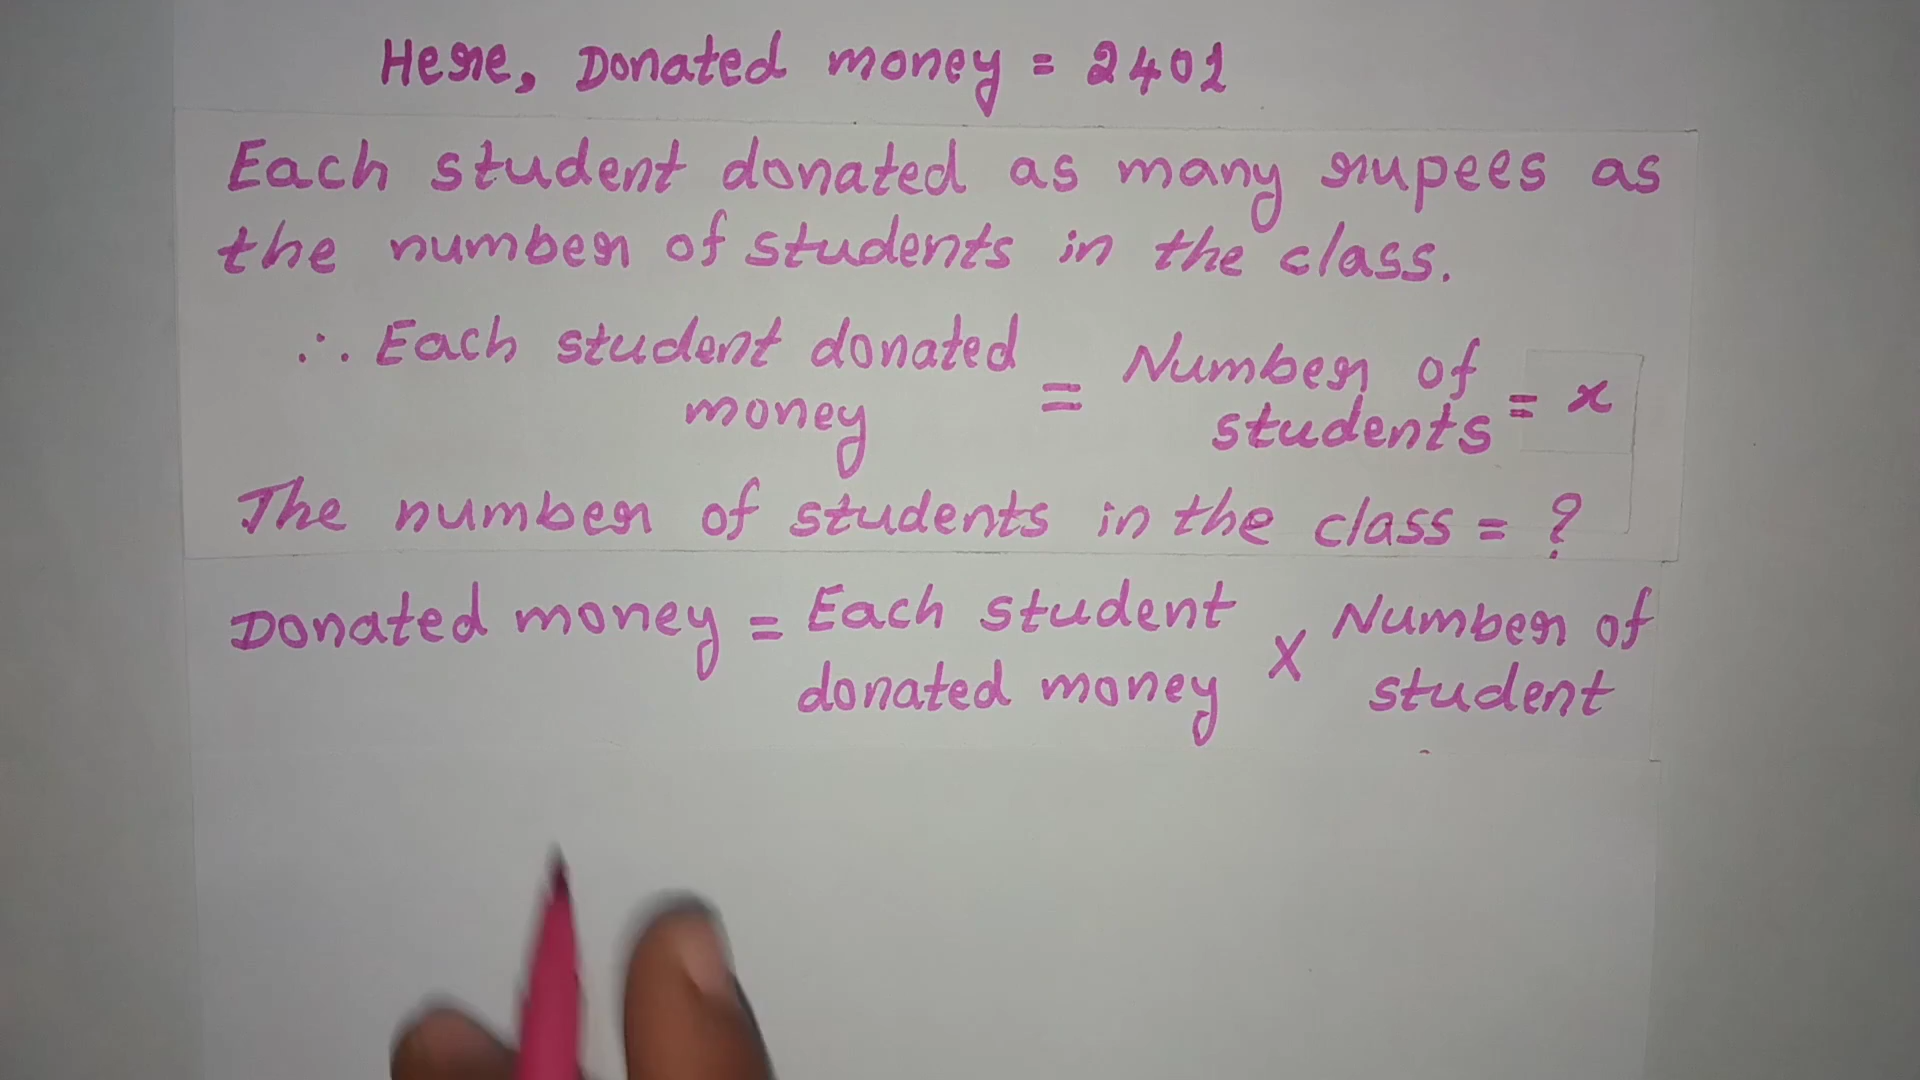 Here, Donated money = 2401
Each student donated as many rupees as
the number of students in the class.
∴ Each student donated money = Number of students = x
The number of students in the class = ?
Donated money = Each student donated money × Number of student